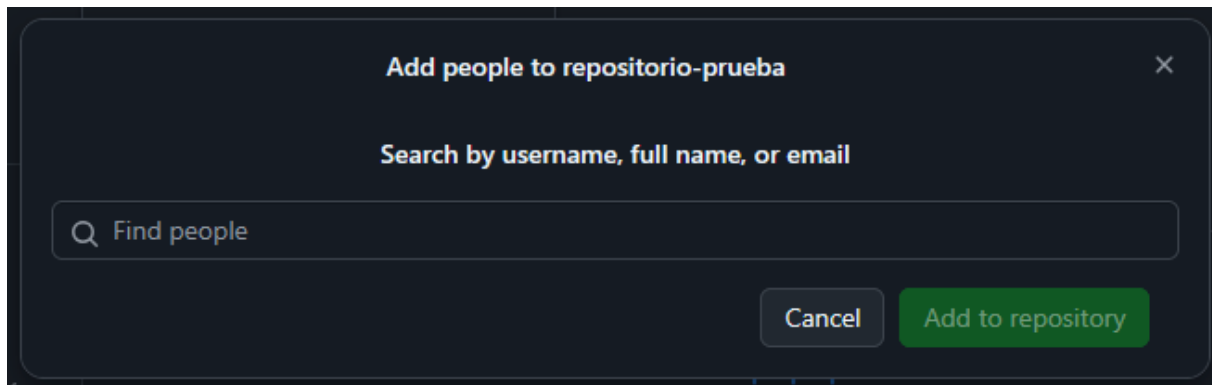 Add people to repositorio-prueba
Search by username, full name, or email
Find people
Cancel
Add to repository